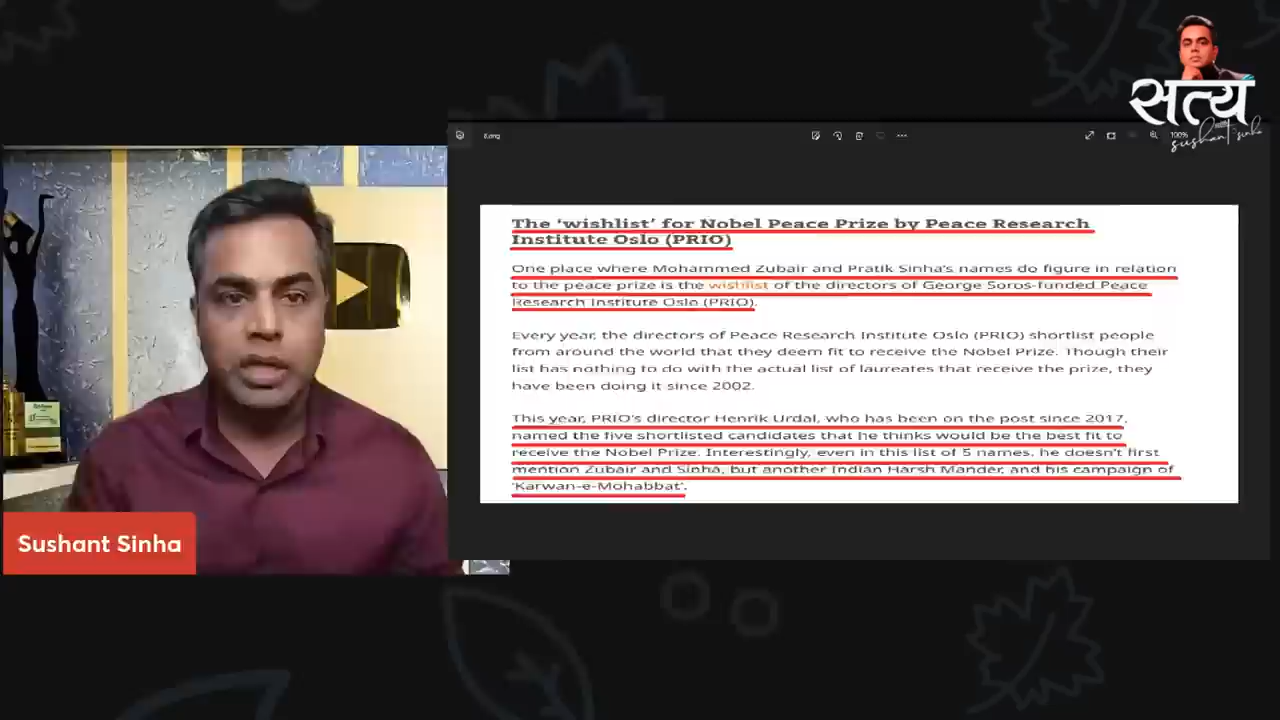 सत्य
sushant sinha
K.png
100%
The ‘wishlist’ for Nobel Peace Prize by Peace Research
Institute Oslo (PRIO)
One place where Mohammed Zubair and Pratik Sinha’s names do figure in relation
to the peace prize is the wishlist of the directors of George Soros-funded Peace
Research Institute Oslo (PRIO).
Every year, the directors of Peace Research Institute Oslo (PRIO) shortlist people
from around the world that they deem fit to receive the Nobel Prize. Though their
list has nothing to do with the actual list of laureates that receive the prize, they
have been doing it since 2002.
This year, PRIO’s director Henrik Urdal, who has been on the post since 2017,
named the five shortlisted candidates that he thinks would be the best fit to
receive the Nobel Prize. Interestingly, even in this list of 5 names, he doesn’t first
mention Zubair and Sinha, but another Indian Harsh Mander, and his campaign of
‘Karwan-e-Mohabbat’.
Sushant Sinha